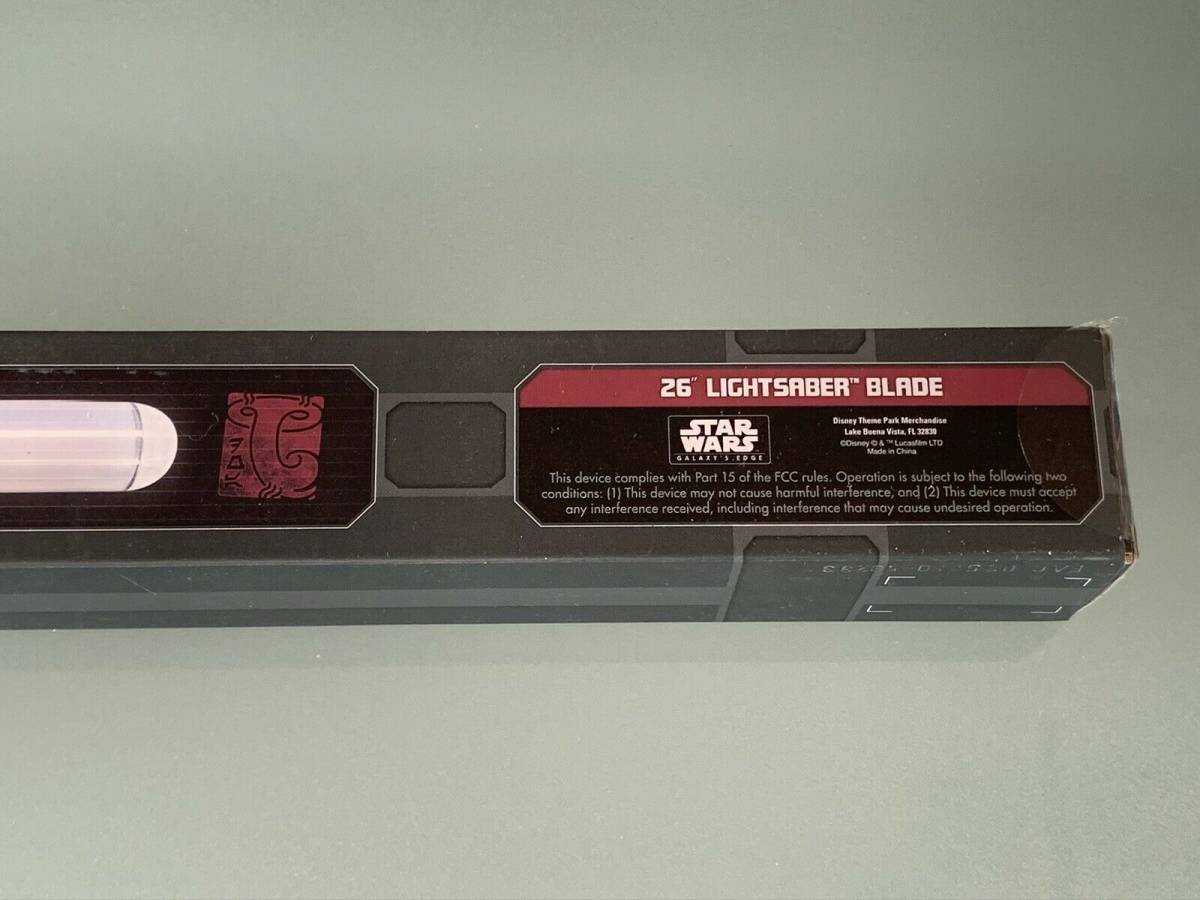 26" LIGHTSABER™ BLADE
STAR
WARS
GALAXY'S EDGE
Disney Theme Park Merchandise
Lake Buena Vista, FL 32830
©Disney © & ™ Lucasfilm LTD
Made in China
This device complies with Part 15 of the FCC rules. Operation is subject to the following two
conditions: (1) This device may not cause harmful interference, and (2) This device must accept
any interference received, including interference that may cause undesired operation.